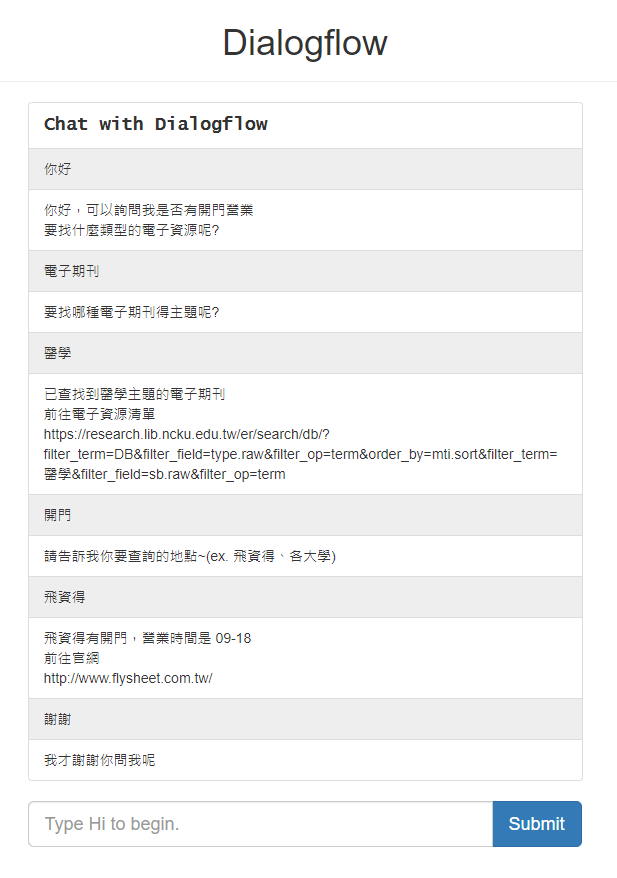 Dialogflow
Chat with Dialogflow
你好
你好，可以詢問我是否有開門營業
要找什麼類型的電子資源呢?
電子期刊
要找哪種電子期刊得主題呢?
醫學
已查找到醫學主題的電子期刊
前往電子資源清單
https://research.lib.ncku.edu.tw/er/search/db/?
filter_term=DB&filter_field=type.raw&filter_op=term&order_by=mti.sort&filter_term=
醫學&filter_field=sb.raw&filter_op=term
開門
請告訴我你要查詢的地點~(ex. 飛資得、各大學)
飛資得
飛資得有開門，營業時間是 09-18
前往官網
http://www.flysheet.com.tw/
謝謝
我才謝謝你問我呢
Type Hi to begin.
Submit